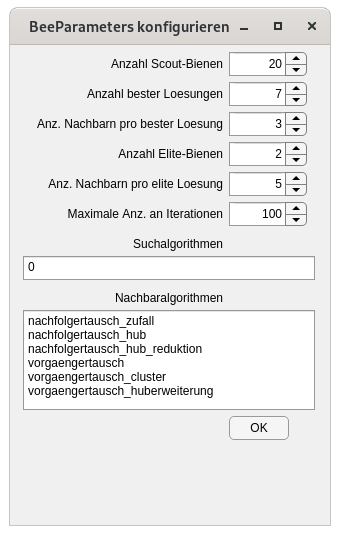 BeeParameters konfigurieren
Anzahl Scout-Bienen 20
Anzahl bester Loesungen 7
Anz. Nachbarn pro bester Loesung 3
Anzahl Elite-Bienen 2
Anz. Nachbarn pro elite Loesung 5
Maximale Anz. an Iterationen 100
Suchalgorithmen
0
Nachbaralgorithmen
nachfolgertausch_zufall
nachfolgertausch_hub
nachfolgertausch_hub_reduktion
vorgaengertausch
vorgaengertausch_cluster
vorgaengertausch_huberweiterung
OK